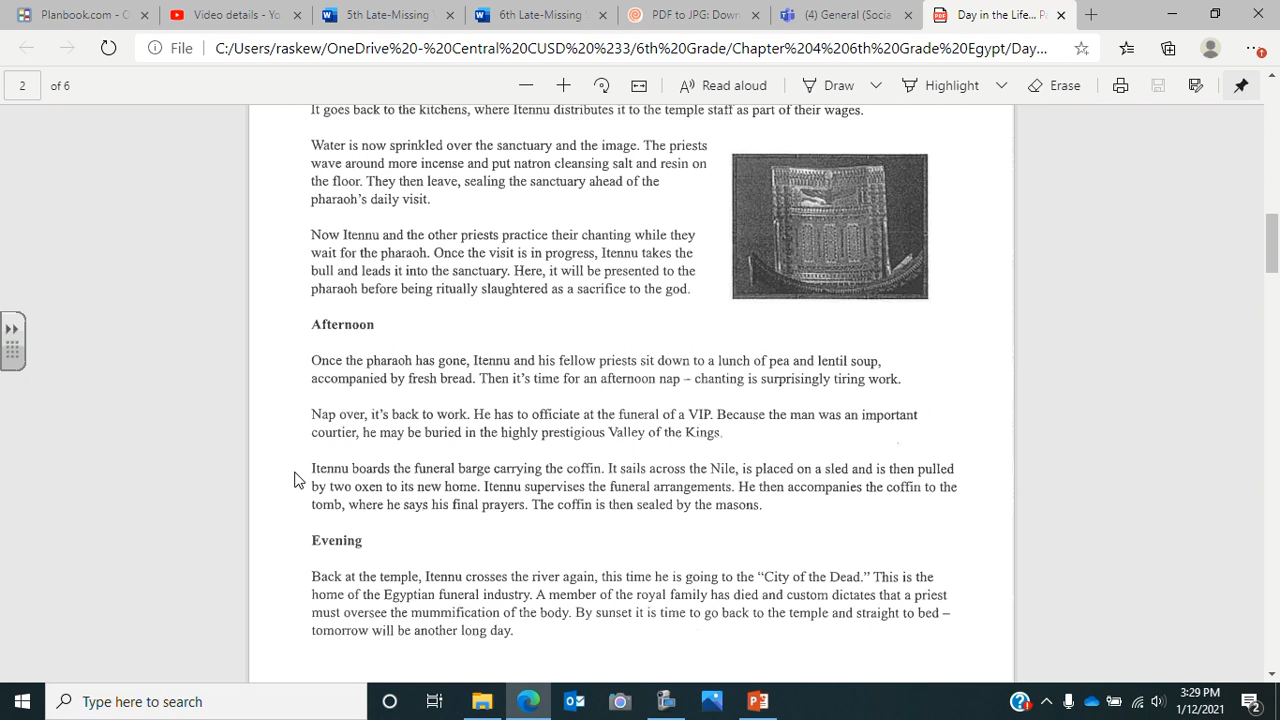 Planbook.com - C
Video details - Yo
5th Late-Missing
6th Late-Missing
PDF to JPG: Down
(4) General (Social
Day in the Life... P
File
C:/Users/raskew/OneDrive%20-%20Central%20CUSD%20%233/6th%20Grade/Chapter%204%206th%20Grade%20Egypt/Day...
2 of 6
Read aloud
Draw
Highlight
Erase
It goes back to the kitchens, where Itennu distributes it to the temple staff as part of their wages.
Water is now sprinkled over the sanctuary and the image. The priests
wave around more incense and put natron cleansing salt and resin on
the floor. They then leave, sealing the sanctuary ahead of the
pharaoh's daily visit.
Now Itennu and the other priests practice their chanting while they
wait for the pharaoh. Once the visit is in progress, Itennu takes the
bull and leads it into the sanctuary. Here, it will be presented to the
pharaoh before being ritually slaughtered as a sacrifice to the god.
Afternoon
Once the pharaoh has gone, Itennu and his fellow priests sit down to a lunch of pea and lentil soup,
accompanied by fresh bread. Then it's time for an afternoon nap – chanting is surprisingly tiring work.
Nap over, it's back to work. He has to officiate at the funeral of a VIP. Because the man was an important
courtier, he may be buried in the highly prestigious Valley of the Kings.
Itennu boards the funeral barge carrying the coffin. It sails across the Nile, is placed on a sled and is then pulled
by two oxen to its new home. Itennu supervises the funeral arrangements. He then accompanies the coffin to the
tomb, where he says his final prayers. The coffin is then sealed by the masons.
Evening
Back at the temple, Itennu crosses the river again, this time he is going to the “City of the Dead.” This is the
home of the Egyptian funeral industry. A member of the royal family has died and custom dictates that a priest
must oversee the mummification of the body. By sunset it is time to go back to the temple and straight to bed –
tomorrow will be another long day.
Type here to search
3:29 PM
1/12/2021
2